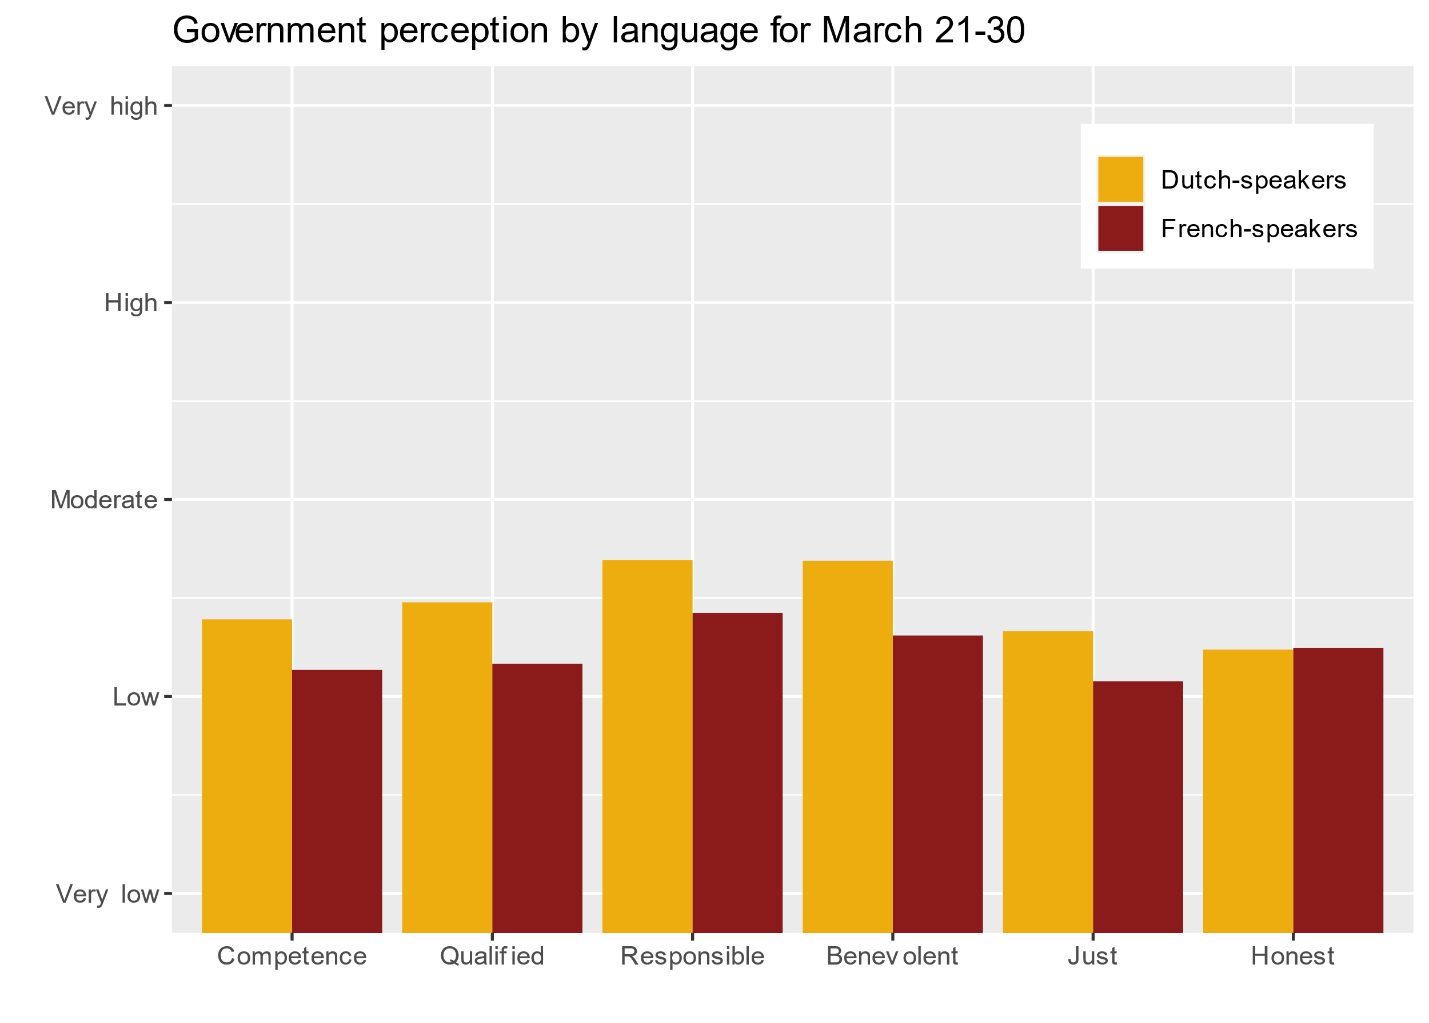 Government perception by language for March 21-30
Very high
High
Moderate
Low
Very low
Dutch-speakers
French-speakers
Competence
Qualified
Responsible
Benevolent
Just
Honest